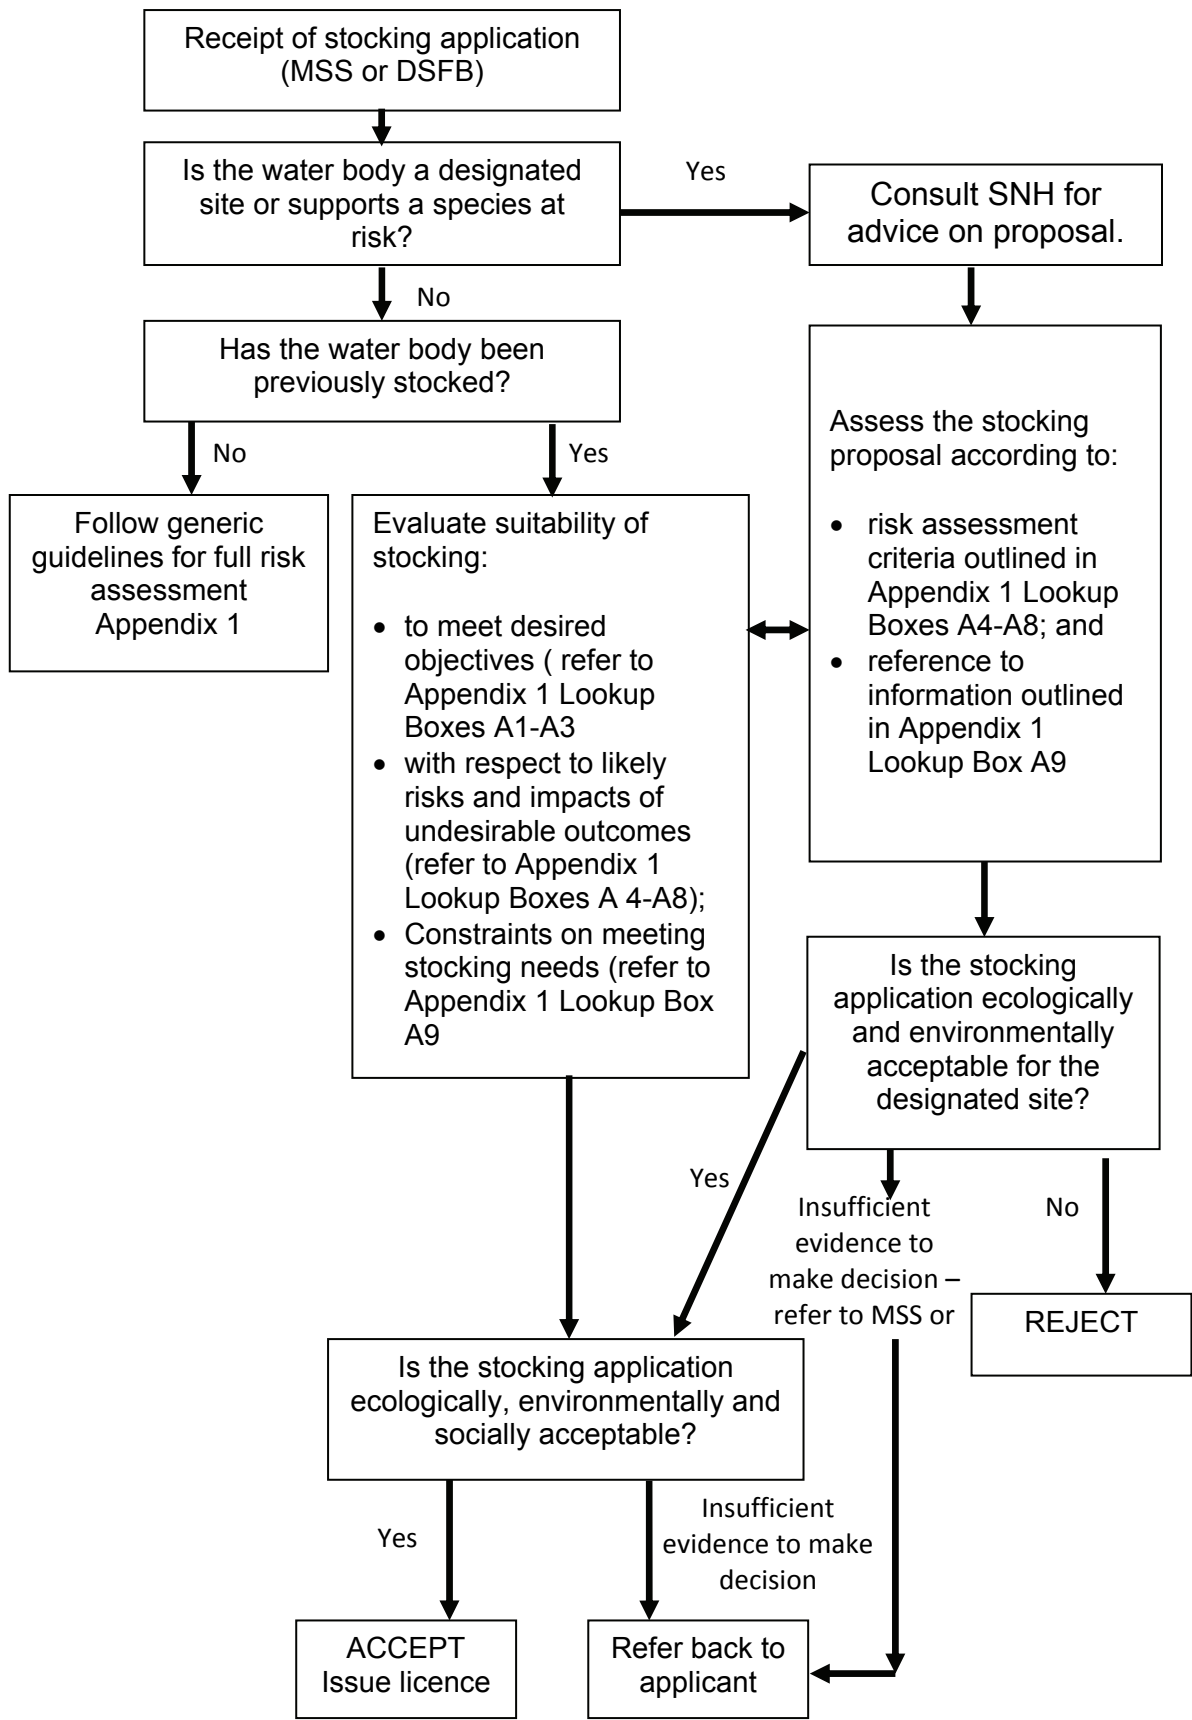 Receipt of stocking application
(MSS or DSFB)
Is the water body a designated
site or supports a species at
risk?
Yes
Consult SNH for
advice on proposal.
No
Has the water body been
previously stocked?
No
Yes
Follow generic
guidelines for full risk
assessment
Appendix 1
Evaluate suitability of
stocking:
• to meet desired
objectives ( refer to
Appendix 1 Lookup
Boxes A1-A3
• with respect to likely
risks and impacts of
undesirable outcomes
(refer to Appendix 1
Lookup Boxes A 4-A8);
• Constraints on meeting
stocking needs (refer to
Appendix 1 Lookup Box
A9
Assess the stocking
proposal according to:
• risk assessment
criteria outlined in
Appendix 1 Lookup
Boxes A4-A8; and
• reference to
information outlined
in Appendix 1
Lookup Box A9
Is the stocking
application ecologically
and environmentally
acceptable for the
designated site?
Yes
Insufficient
evidence to
make decision –
refer to MSS or
No
REJECT
Is the stocking application
ecologically, environmentally and
socially acceptable?
Yes
Insufficient
evidence to make
decision
ACCEPT
Issue licence
Refer back to
applicant